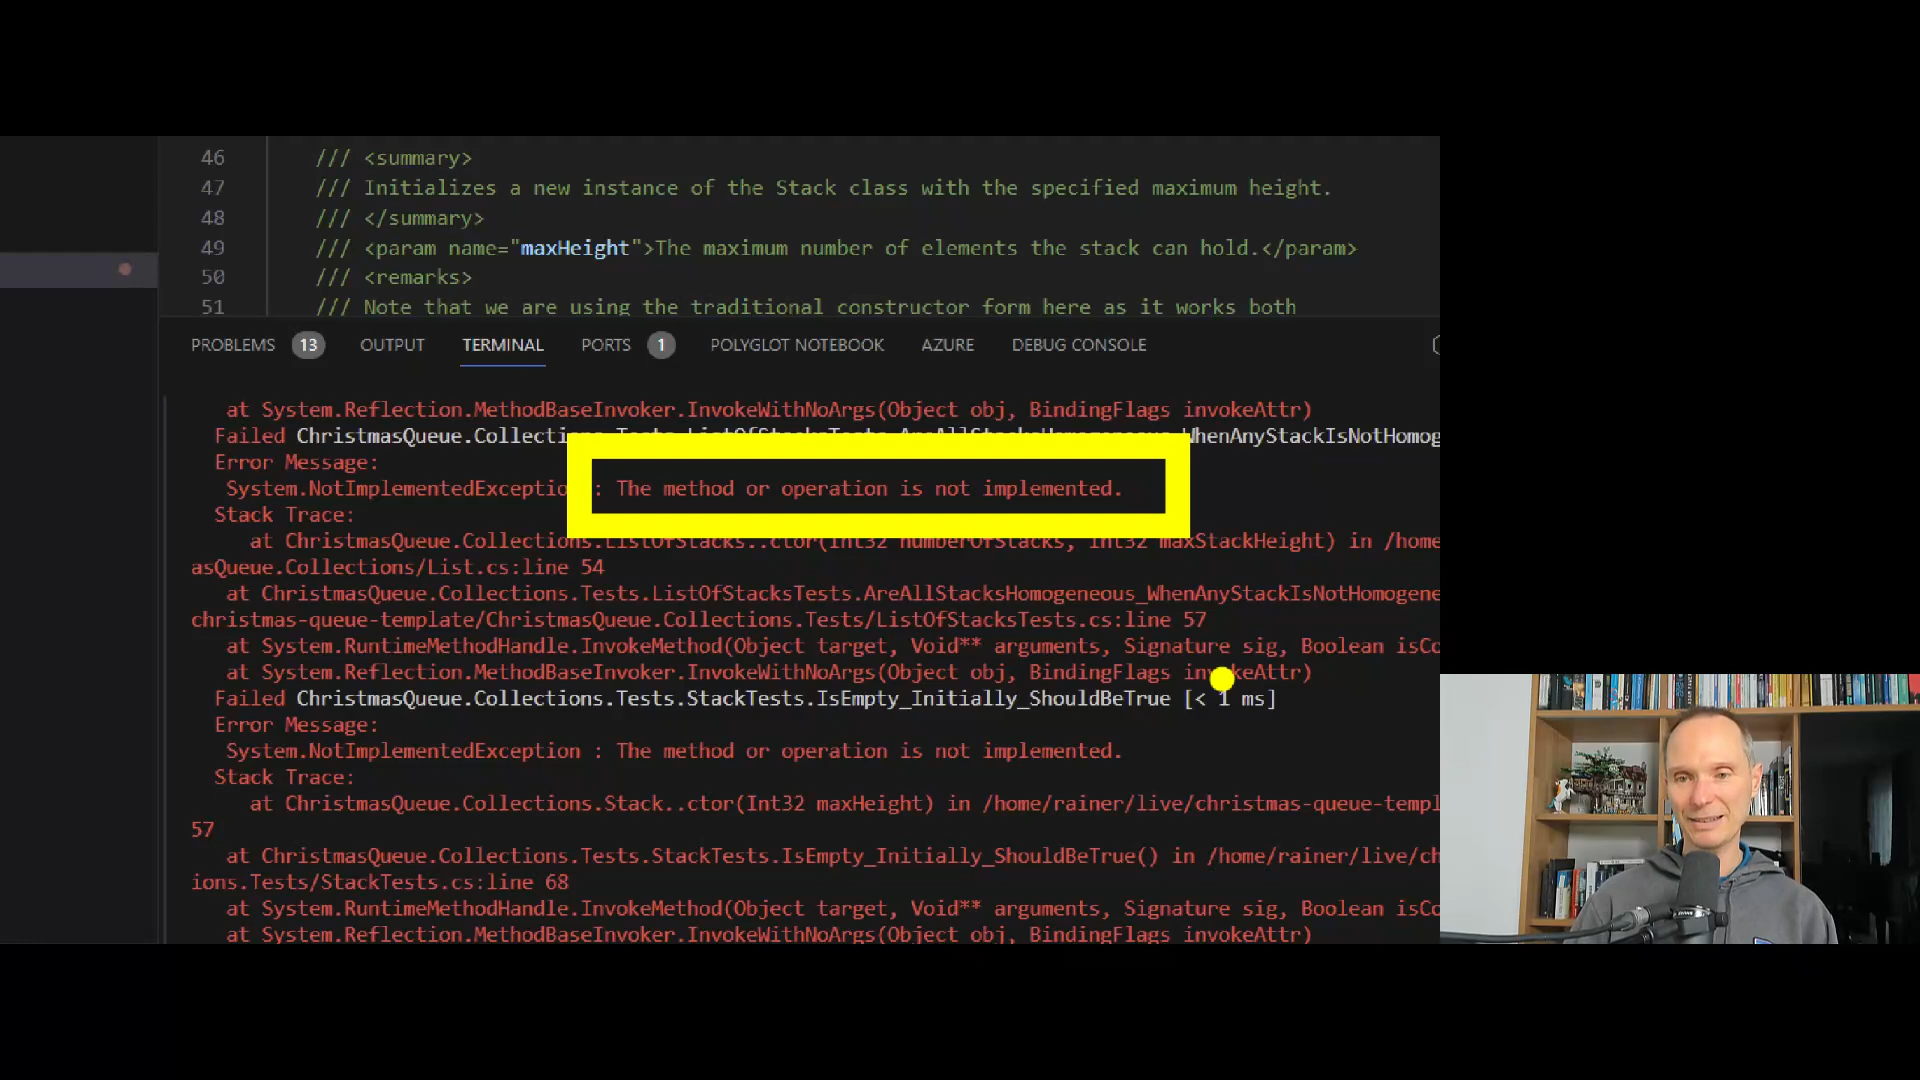 46 /// <summary>
47 /// Initializes a new instance of the Stack class with the specified maximum height.
48 /// </summary>
49 /// <param name="maxHeight">The maximum number of elements the stack can hold.</param>
50 /// <remarks>
51 /// Note that we are using the traditional constructor form here as it works both
PROBLEMS 13 OUTPUT TERMINAL PORTS 1 POLYGLOT NOTEBOOK AZURE DEBUG CONSOLE
at System.Reflection.MethodBaseInvoker.InvokeWithNoArgs(Object obj, BindingFlags invokeAttr)
Failed ChristmasQueue.Collections.Tests.ListOfStacksTests.AreAllStacksHomogeneous_WhenAnyStackIsNotHomog
Error Message:
System.NotImplementedExceptio : The method or operation is not implemented.
Stack Trace:
at ChristmasQueue.Collections.ListOfStacks..ctor(Int32 numberOfStacks, Int32 maxStackHeight) in /home
asQueue.Collections/List.cs:line 54
at ChristmasQueue.Collections.Tests.ListOfStacksTests.AreAllStacksHomogeneous_WhenAnyStackIsNotHomogene
christmas-queue-template/ChristmasQueue.Collections.Tests/ListOfStacksTests.cs:line 57
at System.RuntimeMethodHandle.InvokeMethod(Object target, Void** arguments, Signature sig, Boolean isCo
at System.Reflection.MethodBaseInvoker.InvokeWithNoArgs(Object obj, BindingFlags invokeAttr)
Failed ChristmasQueue.Collections.Tests.StackTests.IsEmpty_Initially_ShouldBeTrue [< 1 ms]
Error Message:
System.NotImplementedException : The method or operation is not implemented.
Stack Trace:
at ChristmasQueue.Collections.Stack..ctor(Int32 maxHeight) in /home/rainer/live/christmas-queue-templ
57
at ChristmasQueue.Collections.Tests.StackTests.IsEmpty_Initially_ShouldBeTrue() in /home/rainer/live/ch
ions.Tests/StackTests.cs:line 68
at System.RuntimeMethodHandle.InvokeMethod(Object target, Void** arguments, Signature sig, Boolean isCo
at System.Reflection.MethodBaseInvoker.InvokeWithNoArgs(Object obj, BindingFlags invokeAttr)